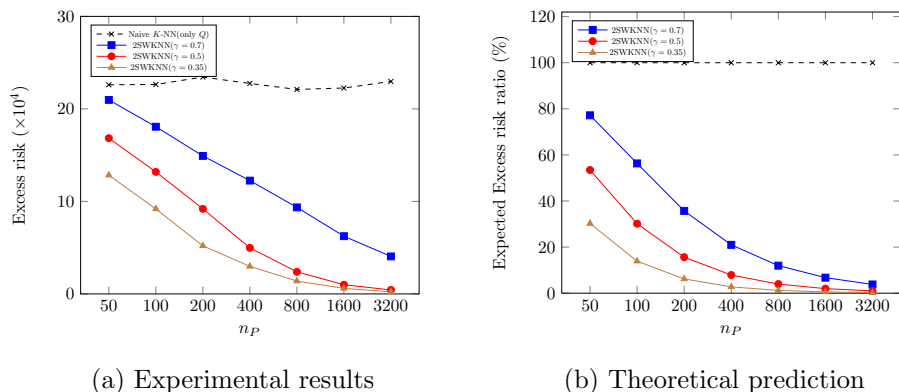 30
20
10
0
50 100 200 400 800 1600 3200
n_P
Excess risk (×10^4)
Naive K-NN(only Q)
2SWKNN(γ = 0.7)
2SWKNN(γ = 0.5)
2SWKNN(γ = 0.35)
(a) Experimental results
120
100
80
60
40
20
0
50 100 200 400 800 1600 3200
n_P
Expected Excess risk ratio (%)
2SWKNN(γ = 0.7)
2SWKNN(γ = 0.5)
2SWKNN(γ = 0.35)
(b) Theoretical prediction